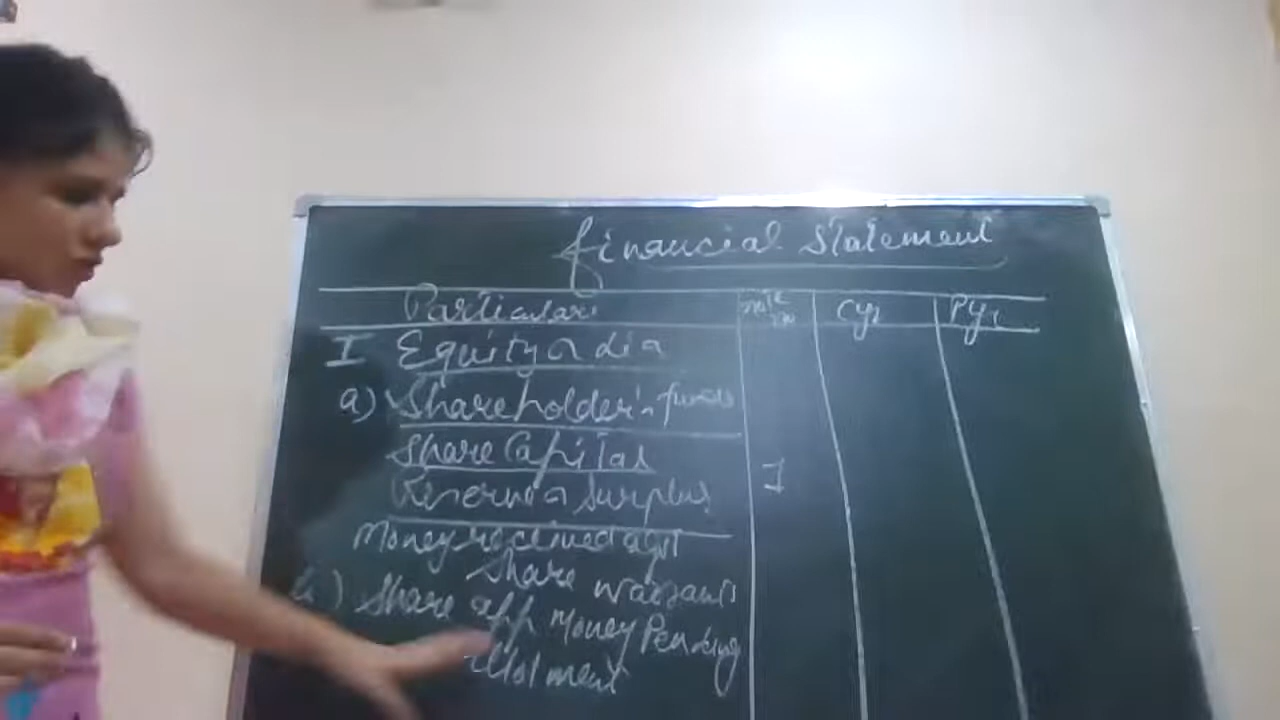 Financial Statement
Particulars Note no CYr PYr
I Equity & Lia
a) Shareholder's funds
Share Capital
Reserve & Surplus 1
Money received agst
Share warrants
b) Share app Money Pending
allotment